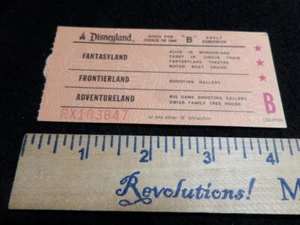 Disneyland
GOOD FOR CHOICE OF ONE "B" ADULT ADMISSION
FANTASYLAND
ALICE IN WONDERLAND
CASEY JR. CIRCUS TRAIN
FANTASYLAND THEATRE
MOTOR BOAT CRUISE
FRONTIERLAND
SHOOTING GALLERY
ADVENTURELAND
BIG GAME SHOOTING GALLERY
SWISS FAMILY TREE HOUSE
B
COUPON
PX103647
or any other "B" attraction
1 2 3 4
Revolutions! M